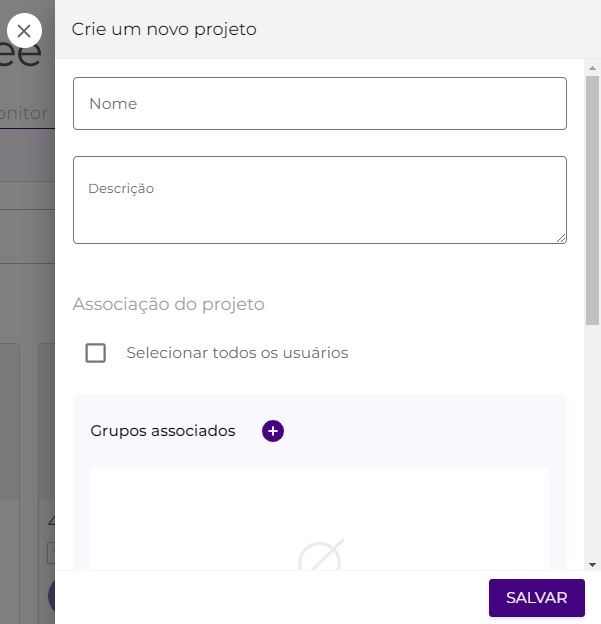 Crie um novo projeto
ee
onitor
Nome
Descrição
Associação do projeto
Selecionar todos os usuários
Grupos associados
4
SALVAR